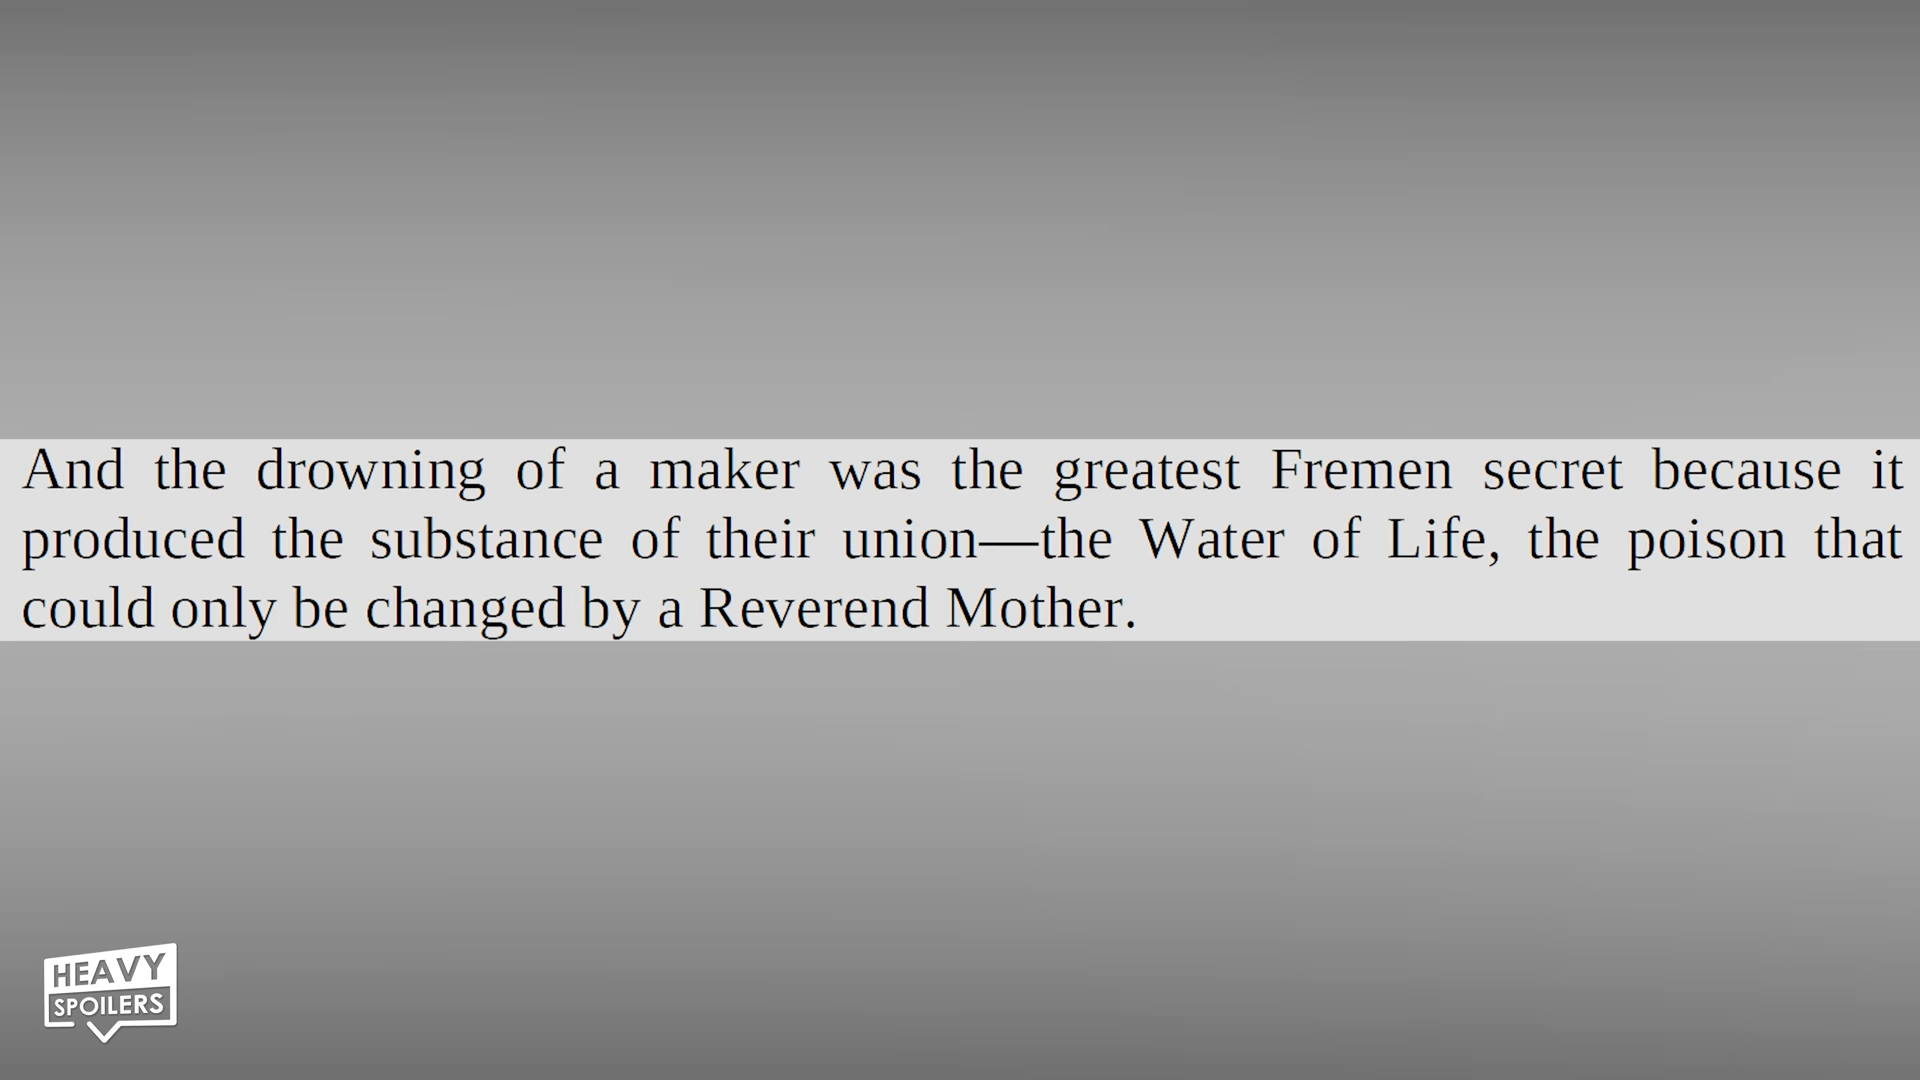 And the drowning of a maker was the greatest Fremen secret because it
produced the substance of their union—the Water of Life, the poison that
could only be changed by a Reverend Mother.
HEAVY
SPOILERS